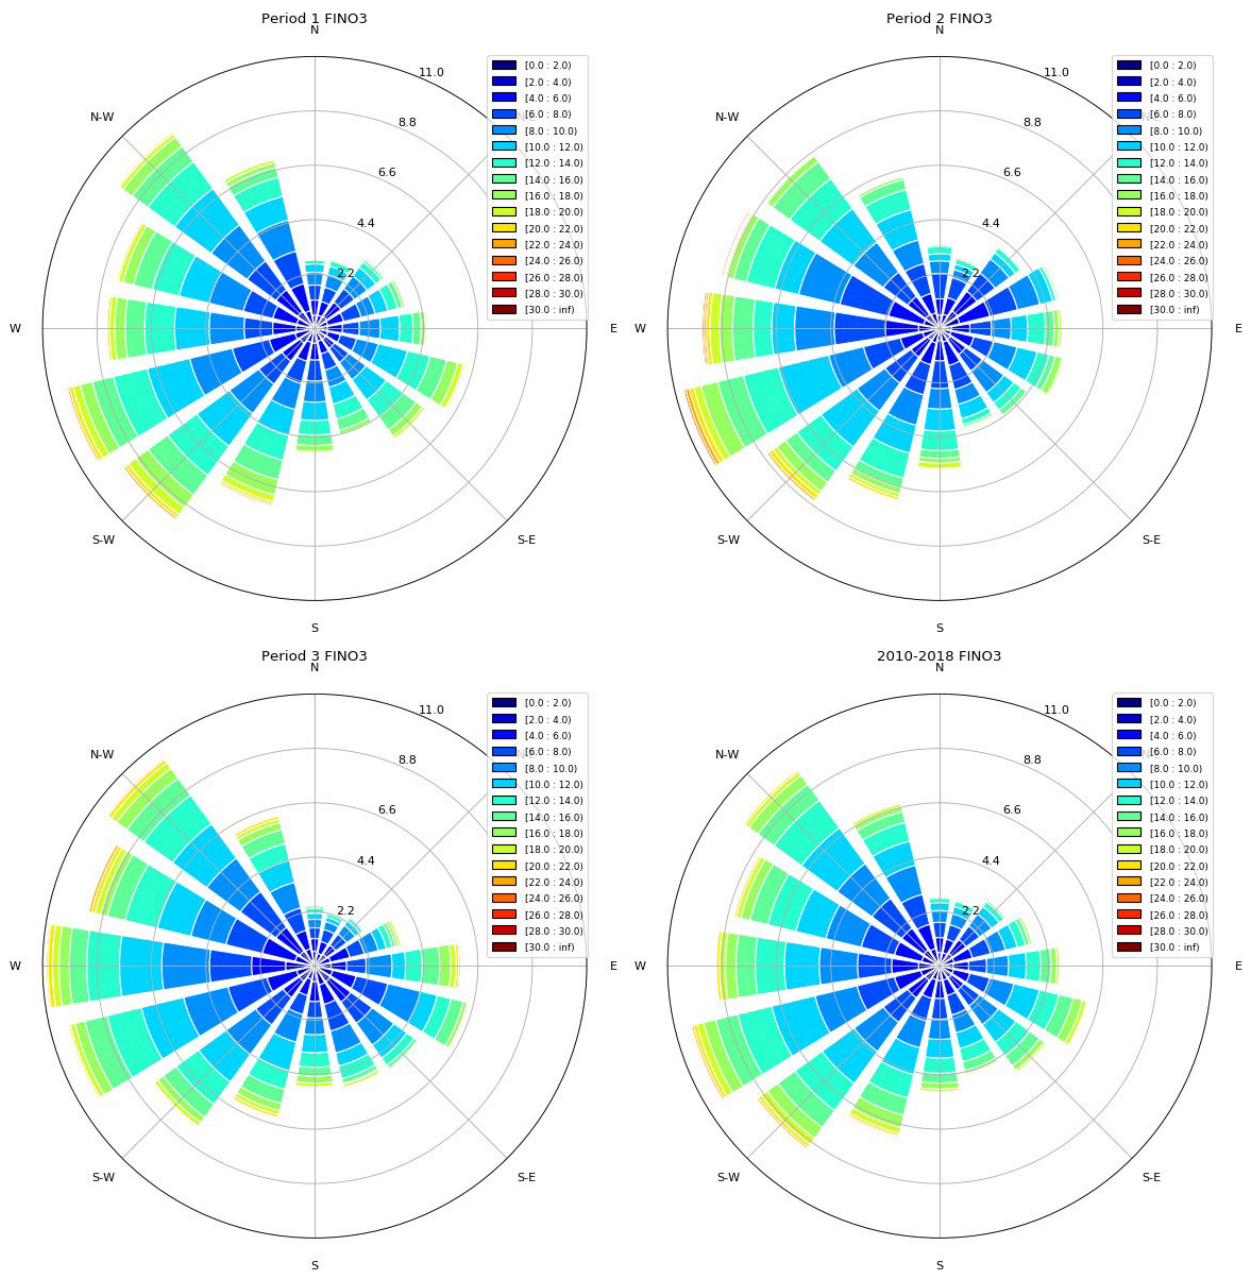 Period 1 FINO3
N
11.0
[0.0 : 2.0)
[2.0 : 4.0)
[4.0 : 6.0)
[6.0 : 8.0)
[8.0 : 10.0)
[10.0 : 12.0)
[12.0 : 14.0)
[14.0 : 16.0)
[16.0 : 18.0)
[18.0 : 20.0)
[20.0 : 22.0)
[22.0 : 24.0)
[24.0 : 26.0)
[26.0 : 28.0)
[28.0 : 30.0)
[30.0 : inf)
N-W
8.8
6.6
4.4
2.2
W
E
S-W
S-E
S
Period 2 FINO3
N
11.0
[0.0 : 2.0)
[2.0 : 4.0)
[4.0 : 6.0)
[6.0 : 8.0)
[8.0 : 10.0)
[10.0 : 12.0)
[12.0 : 14.0)
[14.0 : 16.0)
[16.0 : 18.0)
[18.0 : 20.0)
[20.0 : 22.0)
[22.0 : 24.0)
[24.0 : 26.0)
[26.0 : 28.0)
[28.0 : 30.0)
[30.0 : inf)
N-W
8.8
6.6
4.4
2.2
W
E
S-W
S-E
S
Period 3 FINO3
N
11.0
[0.0 : 2.0)
[2.0 : 4.0)
[4.0 : 6.0)
[6.0 : 8.0)
[8.0 : 10.0)
[10.0 : 12.0)
[12.0 : 14.0)
[14.0 : 16.0)
[16.0 : 18.0)
[18.0 : 20.0)
[20.0 : 22.0)
[22.0 : 24.0)
[24.0 : 26.0)
[26.0 : 28.0)
[28.0 : 30.0)
[30.0 : inf)
N-W
8.8
6.6
4.4
2.2
W
E
S-W
S-E
S
2010-2018 FINO3
N
11.0
[0.0 : 2.0)
[2.0 : 4.0)
[4.0 : 6.0)
[6.0 : 8.0)
[8.0 : 10.0)
[10.0 : 12.0)
[12.0 : 14.0)
[14.0 : 16.0)
[16.0 : 18.0)
[18.0 : 20.0)
[20.0 : 22.0)
[22.0 : 24.0)
[24.0 : 26.0)
[26.0 : 28.0)
[28.0 : 30.0)
[30.0 : inf)
N-W
8.8
6.6
4.4
2.2
W
E
S-W
S-E
S